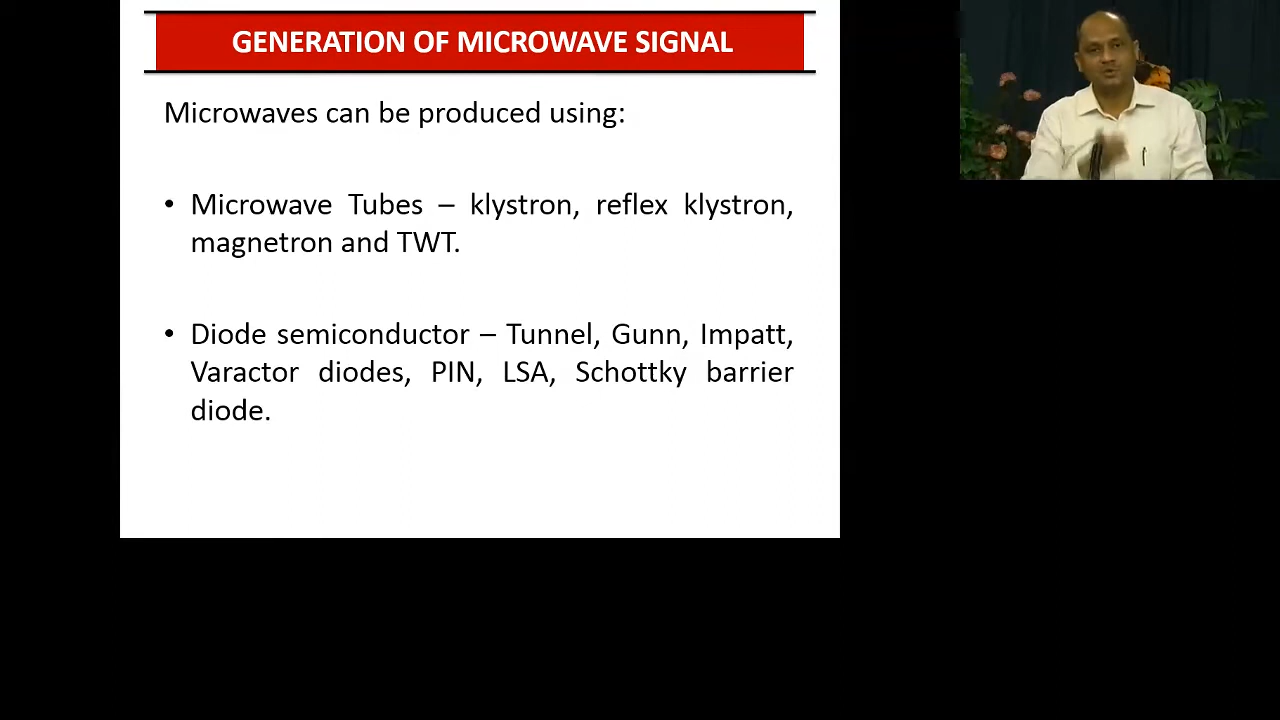 GENERATION OF MICROWAVE SIGNAL
Microwaves can be produced using:
• Microwave Tubes – klystron, reflex klystron,
magnetron and TWT.
• Diode semiconductor – Tunnel, Gunn, Impatt,
Varactor diodes, PIN, LSA, Schottky barrier
diode.